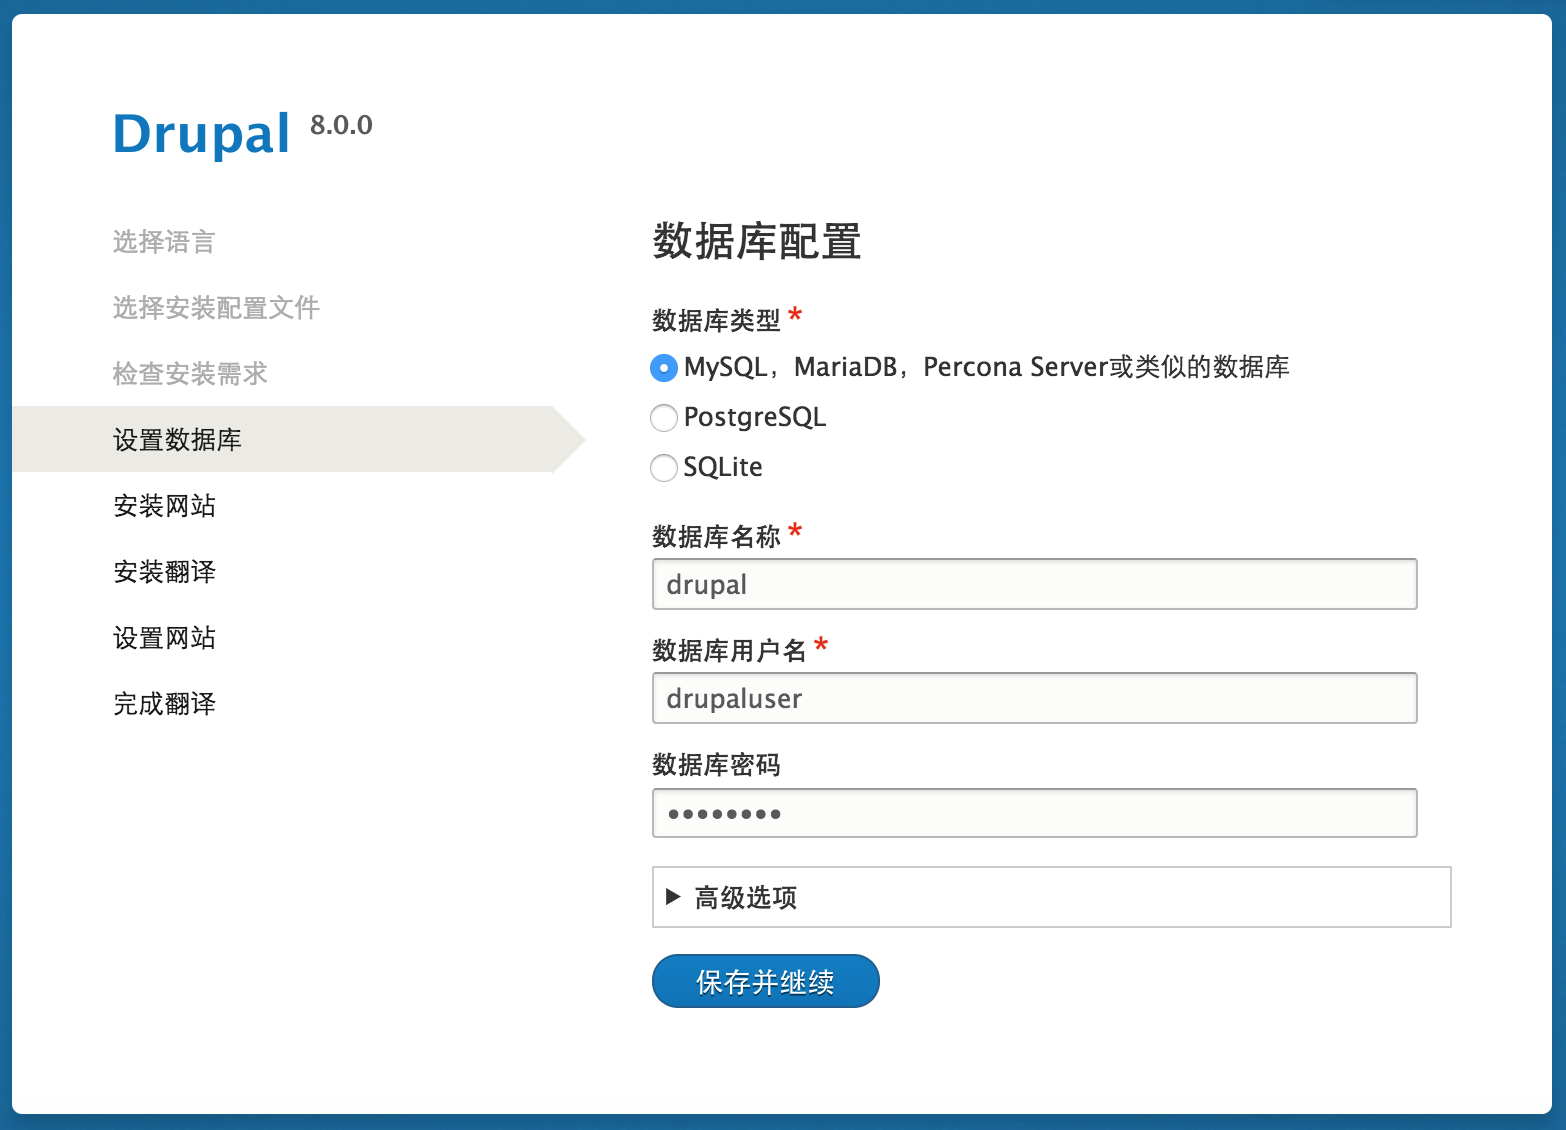 Drupal 8.0.0
选择语言
选择安装配置文件
检查安装需求
设置数据库
安装网站
安装翻译
设置网站
完成翻译
数据库配置
数据库类型 *
MySQL，MariaDB，Percona Server或类似的数据库
PostgreSQL
SQLite
数据库名称 *
drupal
数据库用户名 *
drupaluser
数据库密码
••••••••
高级选项
保存并继续